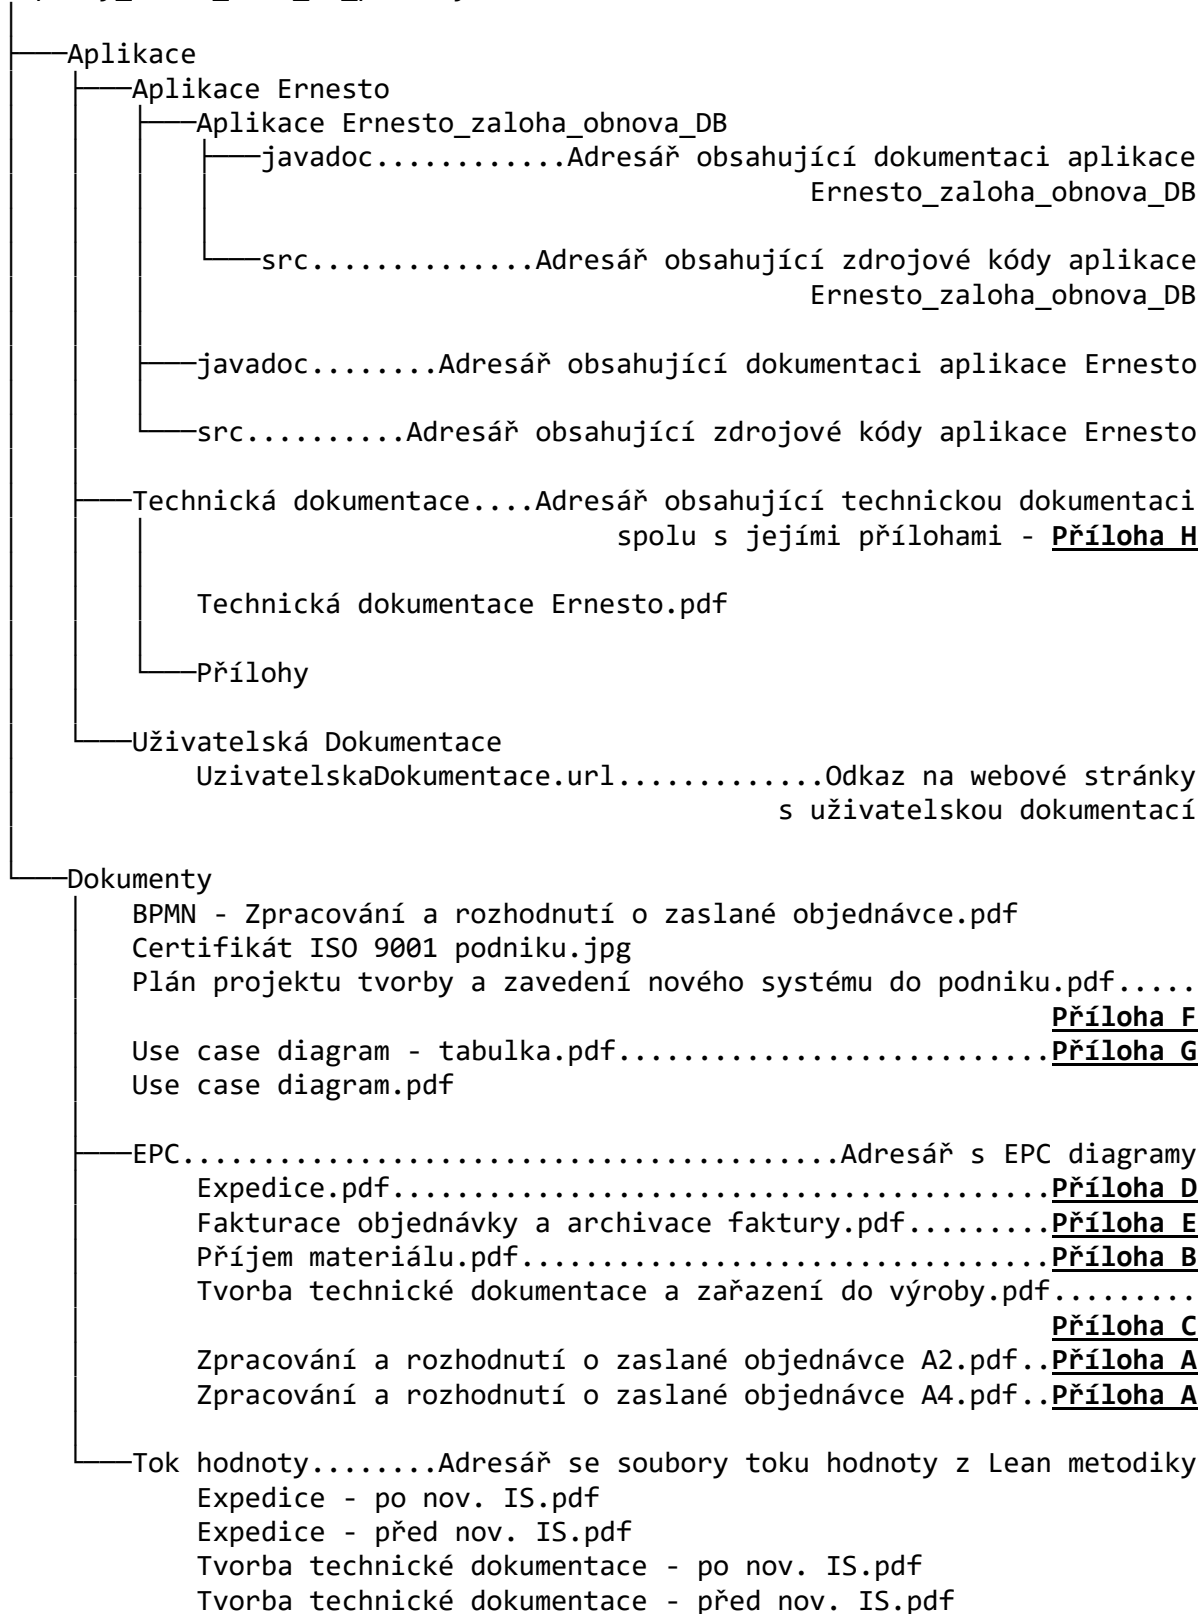 Aplikace
Aplikace Ernesto
Aplikace Ernesto_zaloha_obnova_DB
javadoc............Adresář obsahující dokumentaci aplikace
Ernesto_zaloha_obnova_DB
src..............Adresář obsahující zdrojové kódy aplikace
Ernesto_zaloha_obnova_DB
javadoc........Adresář obsahující dokumentaci aplikace Ernesto
src..........Adresář obsahující zdrojové kódy aplikace Ernesto
Technická dokumentace....Adresář obsahující technickou dokumentaci
spolu s jejími přílohami - Příloha H
Technická dokumentace Ernesto.pdf
Přílohy
Uživatelská Dokumentace
UzivatelskaDokumentace.url.............Odkaz na webové stránky
s uživatelskou dokumentací
Dokumenty
BPMN - Zpracování a rozhodnutí o zaslané objednávce.pdf
Certifikát ISO 9001 podniku.jpg
Plán projektu tvorby a zavedení nového systému do podniku.pdf.....
Příloha F
Use case diagram - tabulka.pdf...........................Příloha G
Use case diagram.pdf
EPC.........................................Adresář s EPC diagramy
Expedice.pdf.........................................Příloha D
Fakturace objednávky a archivace faktury.pdf.........Příloha E
Příjem materiálu.pdf.................................Příloha B
Tvorba technické dokumentace a zařazení do výroby.pdf.........
Příloha C
Zpracování a rozhodnutí o zaslané objednávce A2.pdf..Příloha A
Zpracování a rozhodnutí o zaslané objednávce A4.pdf..Příloha A
Tok hodnoty........Adresář se soubory toku hodnoty z Lean metodiky
Expedice - po nov. IS.pdf
Expedice - před nov. IS.pdf
Tvorba technické dokumentace - po nov. IS.pdf
Tvorba technické dokumentace - před nov. IS.pdf